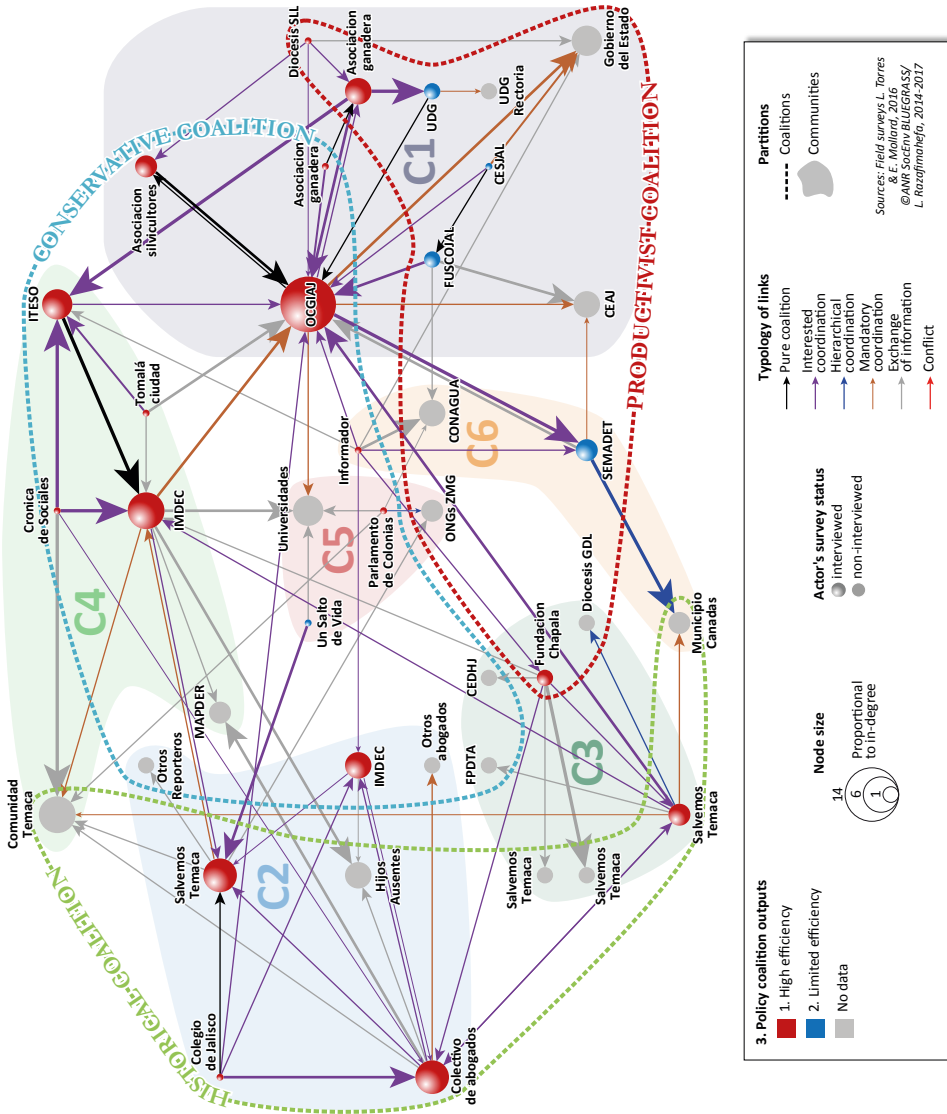 HISTORICAL COALITION
CONSERVATIVE COALITION
PRODUCTIVIST COALITION
C4
C2
C5
C6
C1
C3
Comunidad
Temaca
Cronica
de Sociales
ITESO
Tomalá
ciudad
Asociacion
silvicultores
Diocesis SLL
Asociacion
ganadera
Colegio
de Jalisco
Otros
Reporteros
MAPDER
IMDEC
Salvemos
Temaca
Un Salto
de Vida
Universidades
OCGIAJ
Asociacion
ganadera
UDG
UDG
Rectoria
Hijos
Ausentes
IMDEC
Parlamento
de Colonias
Informador
CESJAL
Colectivo
de abogados
Otros
abogados
ONGs ZMG
CONAGUA
FUSCOJAL
Gobierno
del Estado
FPDTA
CEDHJ
Salvemos
Temaca
Fundacion
Chapala
Diocesis GDL
SEMADET
CEAJ
Salvemos
Temaca
Salvemos
Temaca
Municipio
Canadas
3. Policy coalition outputs
1. High efficiency
2. Limited efficiency
No data
Node size
14
6
1
Proportional
to in-degree
Actor's survey status
interviewed
non-interviewed
Typology of links
Pure coalition
Interested
coordination
Hierarchical
coordination
Mandatory
coordination
Exchange
of information
Conflict
Partitions
Coalitions
Communities
Sources: Field surveys L. Torres
& E. Mollard, 2016
©ANR SocEnv BLUEGRASS/
L. Razafimahefa, 2014-2017